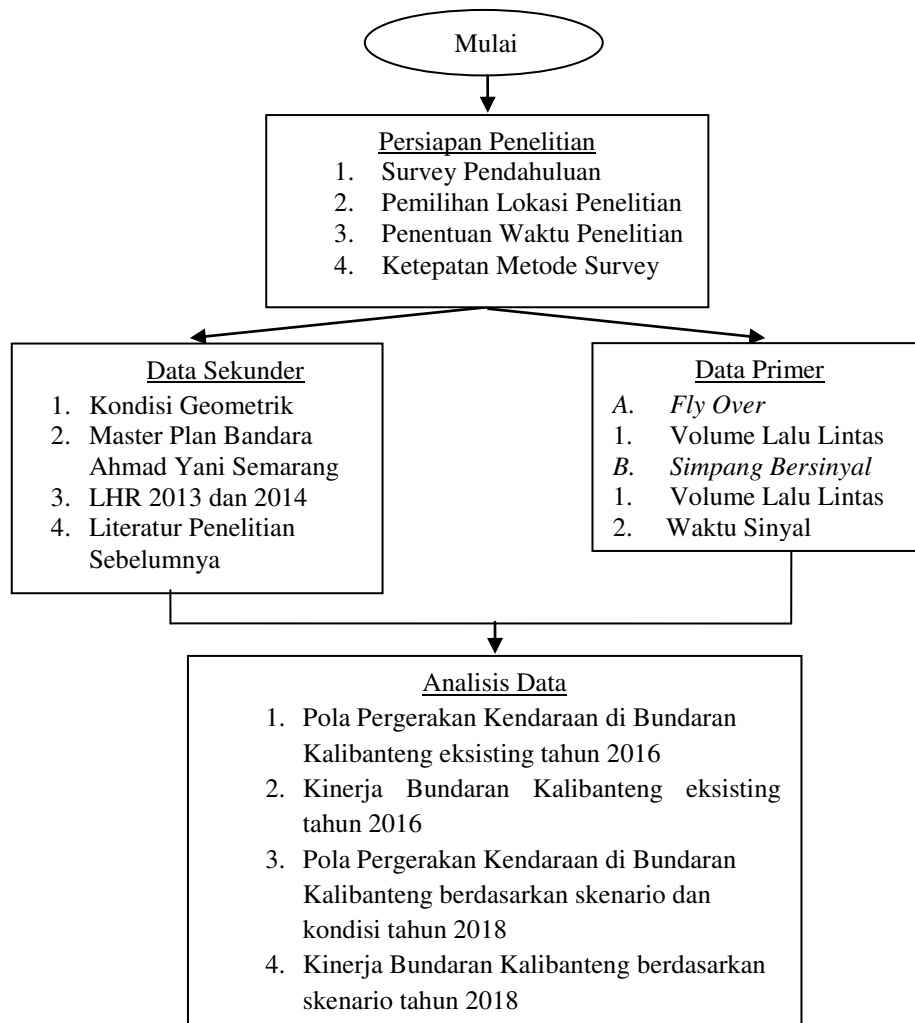 Mulai
Persiapan Penelitian
1. Survey Pendahuluan
2. Pemilihan Lokasi Penelitian
3. Penentuan Waktu Penelitian
4. Ketepatan Metode Survey
Data Sekunder
1. Kondisi Geometrik
2. Master Plan Bandara
Ahmad Yani Semarang
3. LHR 2013 dan 2014
4. Literatur Penelitian
Sebelumnya
Data Primer
A. Fly Over
1. Volume Lalu Lintas
B. Simpang Bersinyal
1. Volume Lalu Lintas
2. Waktu Sinyal
Analisis Data
1. Pola Pergerakan Kendaraan di Bundaran
Kalibanteng eksisting tahun 2016
2. Kinerja Bundaran Kalibanteng eksisting
tahun 2016
3. Pola Pergerakan Kendaraan di Bundaran
Kalibanteng berdasarkan skenario dan
kondisi tahun 2018
4. Kinerja Bundaran Kalibanteng berdasarkan
skenario tahun 2018